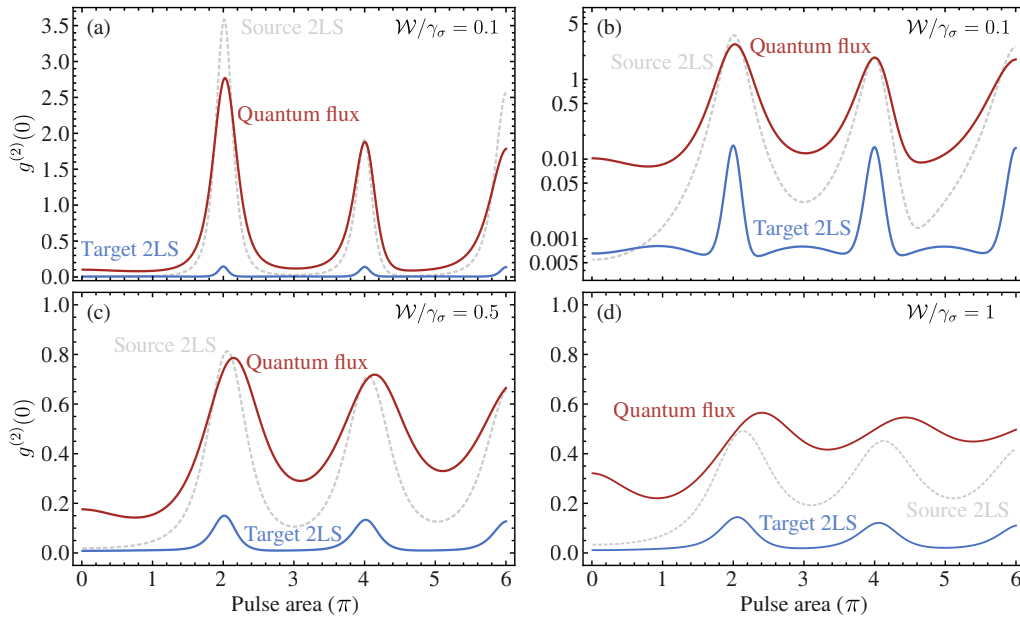 (a)
𝒲/γσ = 0.1
Source 2LS
Quantum flux
Target 2LS
g⁽²⁾(0)
3.5
3.0
2.5
2.0
1.5
1.0
0.5
0.0
(b)
𝒲/γσ = 0.1
Quantum flux
Source 2LS
Target 2LS
g⁽²⁾(0)
5
1
0.05
0.01
0.005
0.001
0.005
(c)
𝒲/γσ = 0.5
Source 2LS
Quantum flux
Target 2LS
g⁽²⁾(0)
1.0
0.8
0.6
0.4
0.2
0.0
0 1 2 3 4 5 6
Pulse area (π)
(d)
𝒲/γσ = 1
Quantum flux
Source 2LS
Target 2LS
1.0
0.8
0.6
0.4
0.2
0.0
0 1 2 3 4 5 6
Pulse area (π)